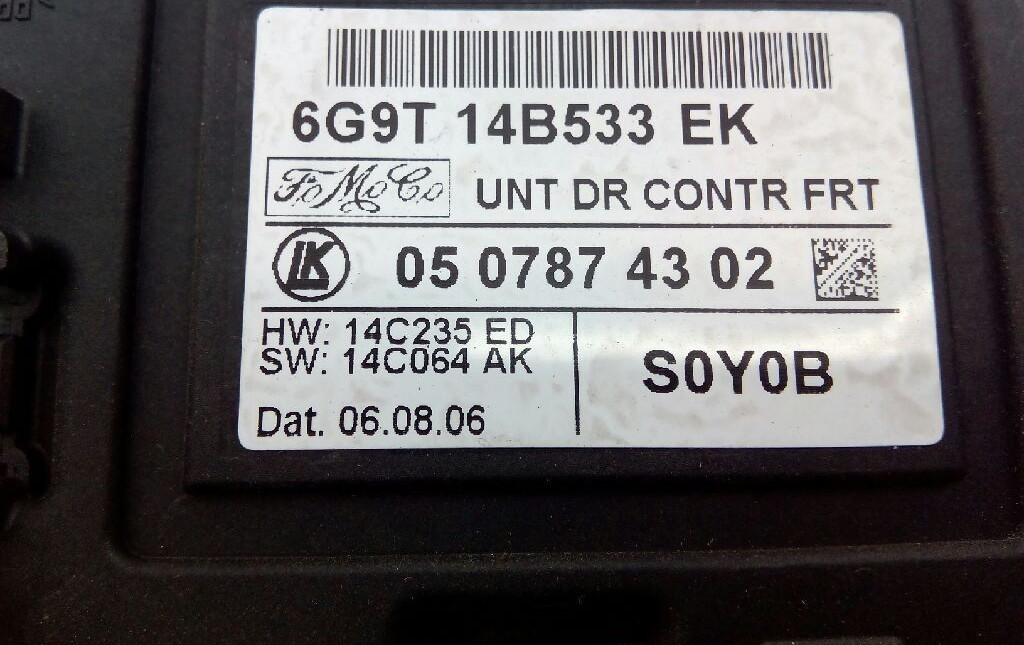 6G9T 14B533 EK
FoMoCo UNT DR CONTR FRT
LK 05 0787 43 02
HW: 14C235 ED
SW: 14C064 AK
S0Y0B
Dat. 06.08.06